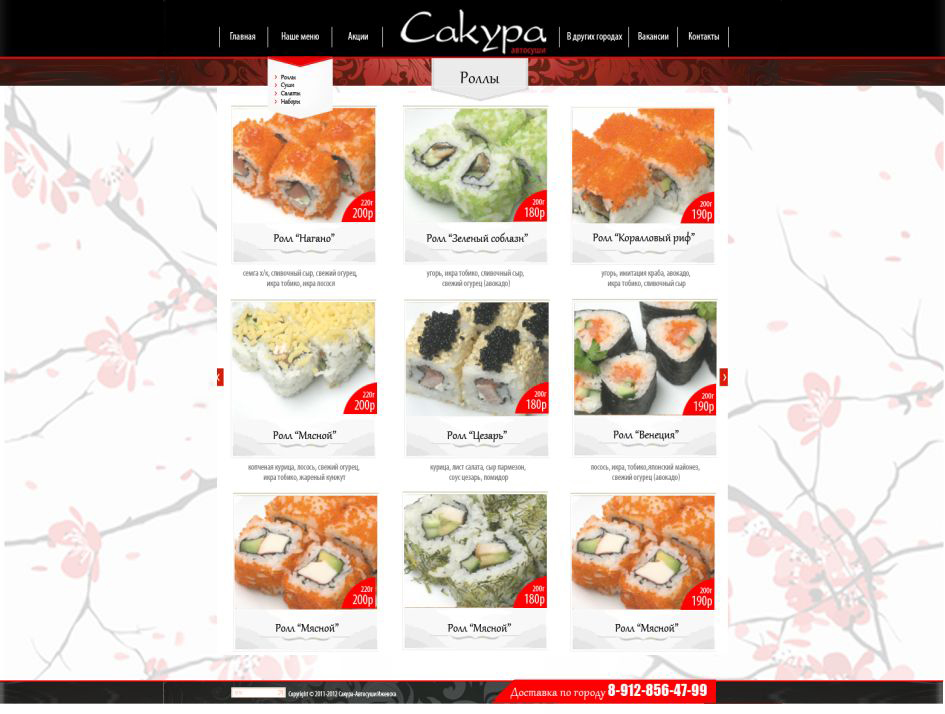 Главная
Наше меню
Акции
Сакура
автосуши
В других городах
Вакансии
Контакты
Роллы
Суши
Салаты
Наборы
Роллы
220г
200р
200г
180р
200г
190р
Ролл “Нагано”
Ролл “Зеленый соблазн”
Ролл “Коралловый риф”
семга х/к, сливочный сыр, свежий огурец,
икра тобико, икра лосося
угорь, икра тобико, сливочный сыр,
свежий огурец (авокадо)
угорь, имитация краба, авокадо,
икра тобико, сливочный сыр
220г
200р
200г
180р
200г
190р
Ролл “Мясной”
Ролл “Цезарь”
Ролл “Венеция”
копченая курица, лосось, свежий огурец,
икра тобико, жареный кунжут
курица, лист салата, сыр пармезон,
соус цезарь, помидор
лосось, икра, тобико,японский майонез,
свежий огурец (авокадо)
220г
200р
200г
180р
200г
190р
Ролл “Мясной”
Ролл “Мясной”
Ролл “Мясной”
Copyright © 2011-2012 Сакура-АвтосушиИжевска
Доставка по городу 8-912-856-47-99